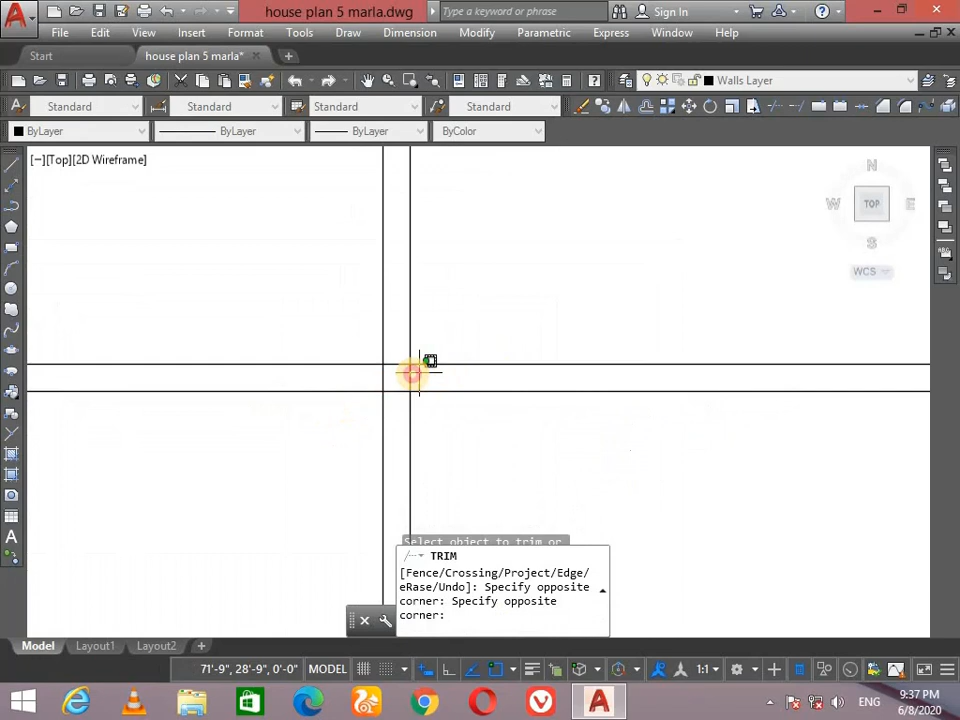 house plan 5 marla.dwg
Type a keyword or phrase
Sign In
File Edit View Insert Format Tools Draw Dimension Modify Parametric Express Window Help
Start
house plan 5 marla*
Walls Layer
Standard Standard Standard Standard
ByLayer ByLayer ByLayer ByColor
[−][Top][2D Wireframe]
N
W TOP E
S
WCS
Select object to trim or
TRIM
[Fence/Crossing/Project/Edge/
eRase/Undo]: Specify opposite
corner: Specify opposite
corner:
Model Layout1 Layout2
71'-9", 28'-9", 0'-0" MODEL 1:1
ENG
9:37 PM
6/8/2020